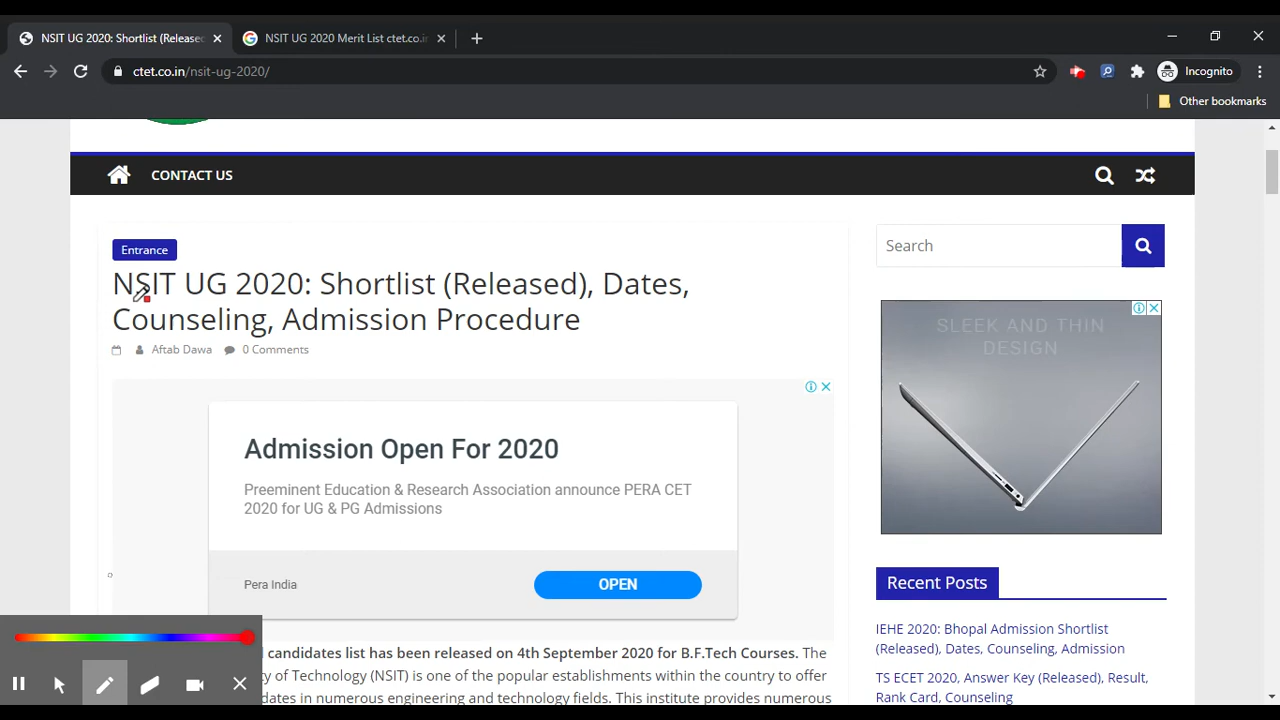 NSIT UG 2020: Shortlist (Release
NSIT UG 2020 Merit List ctet.co.i
ctet.co.in/nsit-ug-2020/
Incognito
Other bookmarks
CONTACT US
Entrance
NSIT UG 2020: Shortlist (Released), Dates,
Counseling, Admission Procedure
Aftab Dawa 0 Comments
Admission Open For 2020
Preeminent Education & Research Association announce PERA CET
2020 for UG & PG Admissions
Pera India OPEN
candidates list has been released on 4th September 2020 for B.F.Tech Courses. The
of Technology (NSIT) is one of the popular establishments within the country to offer
in numerous engineering and technology fields. This institute provides numerous
Search
SLEEK AND THIN
DESIGN
Recent Posts
IEHE 2020: Bhopal Admission Shortlist
(Released), Dates, Counseling, Admission
TS ECET 2020, Answer Key (Released), Result,
Rank Card, Counseling